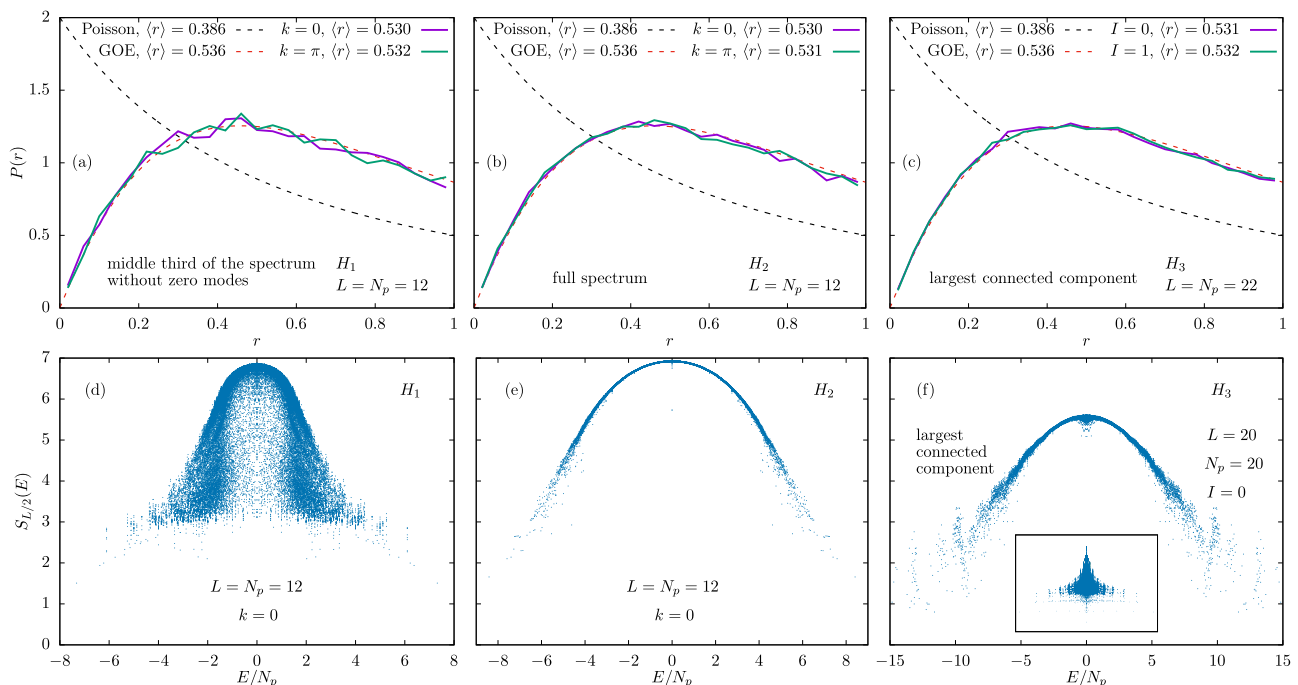 Poisson, ⟨r⟩ = 0.386
k = 0, ⟨r⟩ = 0.530
GOE, ⟨r⟩ = 0.536
k = π, ⟨r⟩ = 0.532
(a)
middle third of the spectrum
without zero modes
H₁
L = Nₚ = 12
P(r)
0
0.5
1
1.5
2
0 0.2 0.4 0.6 0.8 1
r
Poisson, ⟨r⟩ = 0.386
k = 0, ⟨r⟩ = 0.530
GOE, ⟨r⟩ = 0.536
k = π, ⟨r⟩ = 0.531
(b)
full spectrum
H₂
L = Nₚ = 12
0 0.2 0.4 0.6 0.8 1
r
Poisson, ⟨r⟩ = 0.386
I = 0, ⟨r⟩ = 0.531
GOE, ⟨r⟩ = 0.536
I = 1, ⟨r⟩ = 0.532
(c)
largest connected component
H₃
L = Nₚ = 22
0 0.2 0.4 0.6 0.8 1
r
(d)
H₁
L = Nₚ = 12
k = 0
S_{L/2}(E)
0
1
2
3
4
5
6
7
−8 −6 −4 −2 0 2 4 6 8
E/Nₚ
(e)
H₂
L = Nₚ = 12
k = 0
−8 −6 −4 −2 0 2 4 6 8
E/Nₚ
(f)
H₃
largest
connected
component
L = 20
Nₚ = 20
I = 0
−15 −10 −5 0 5 10 15
E/Nₚ